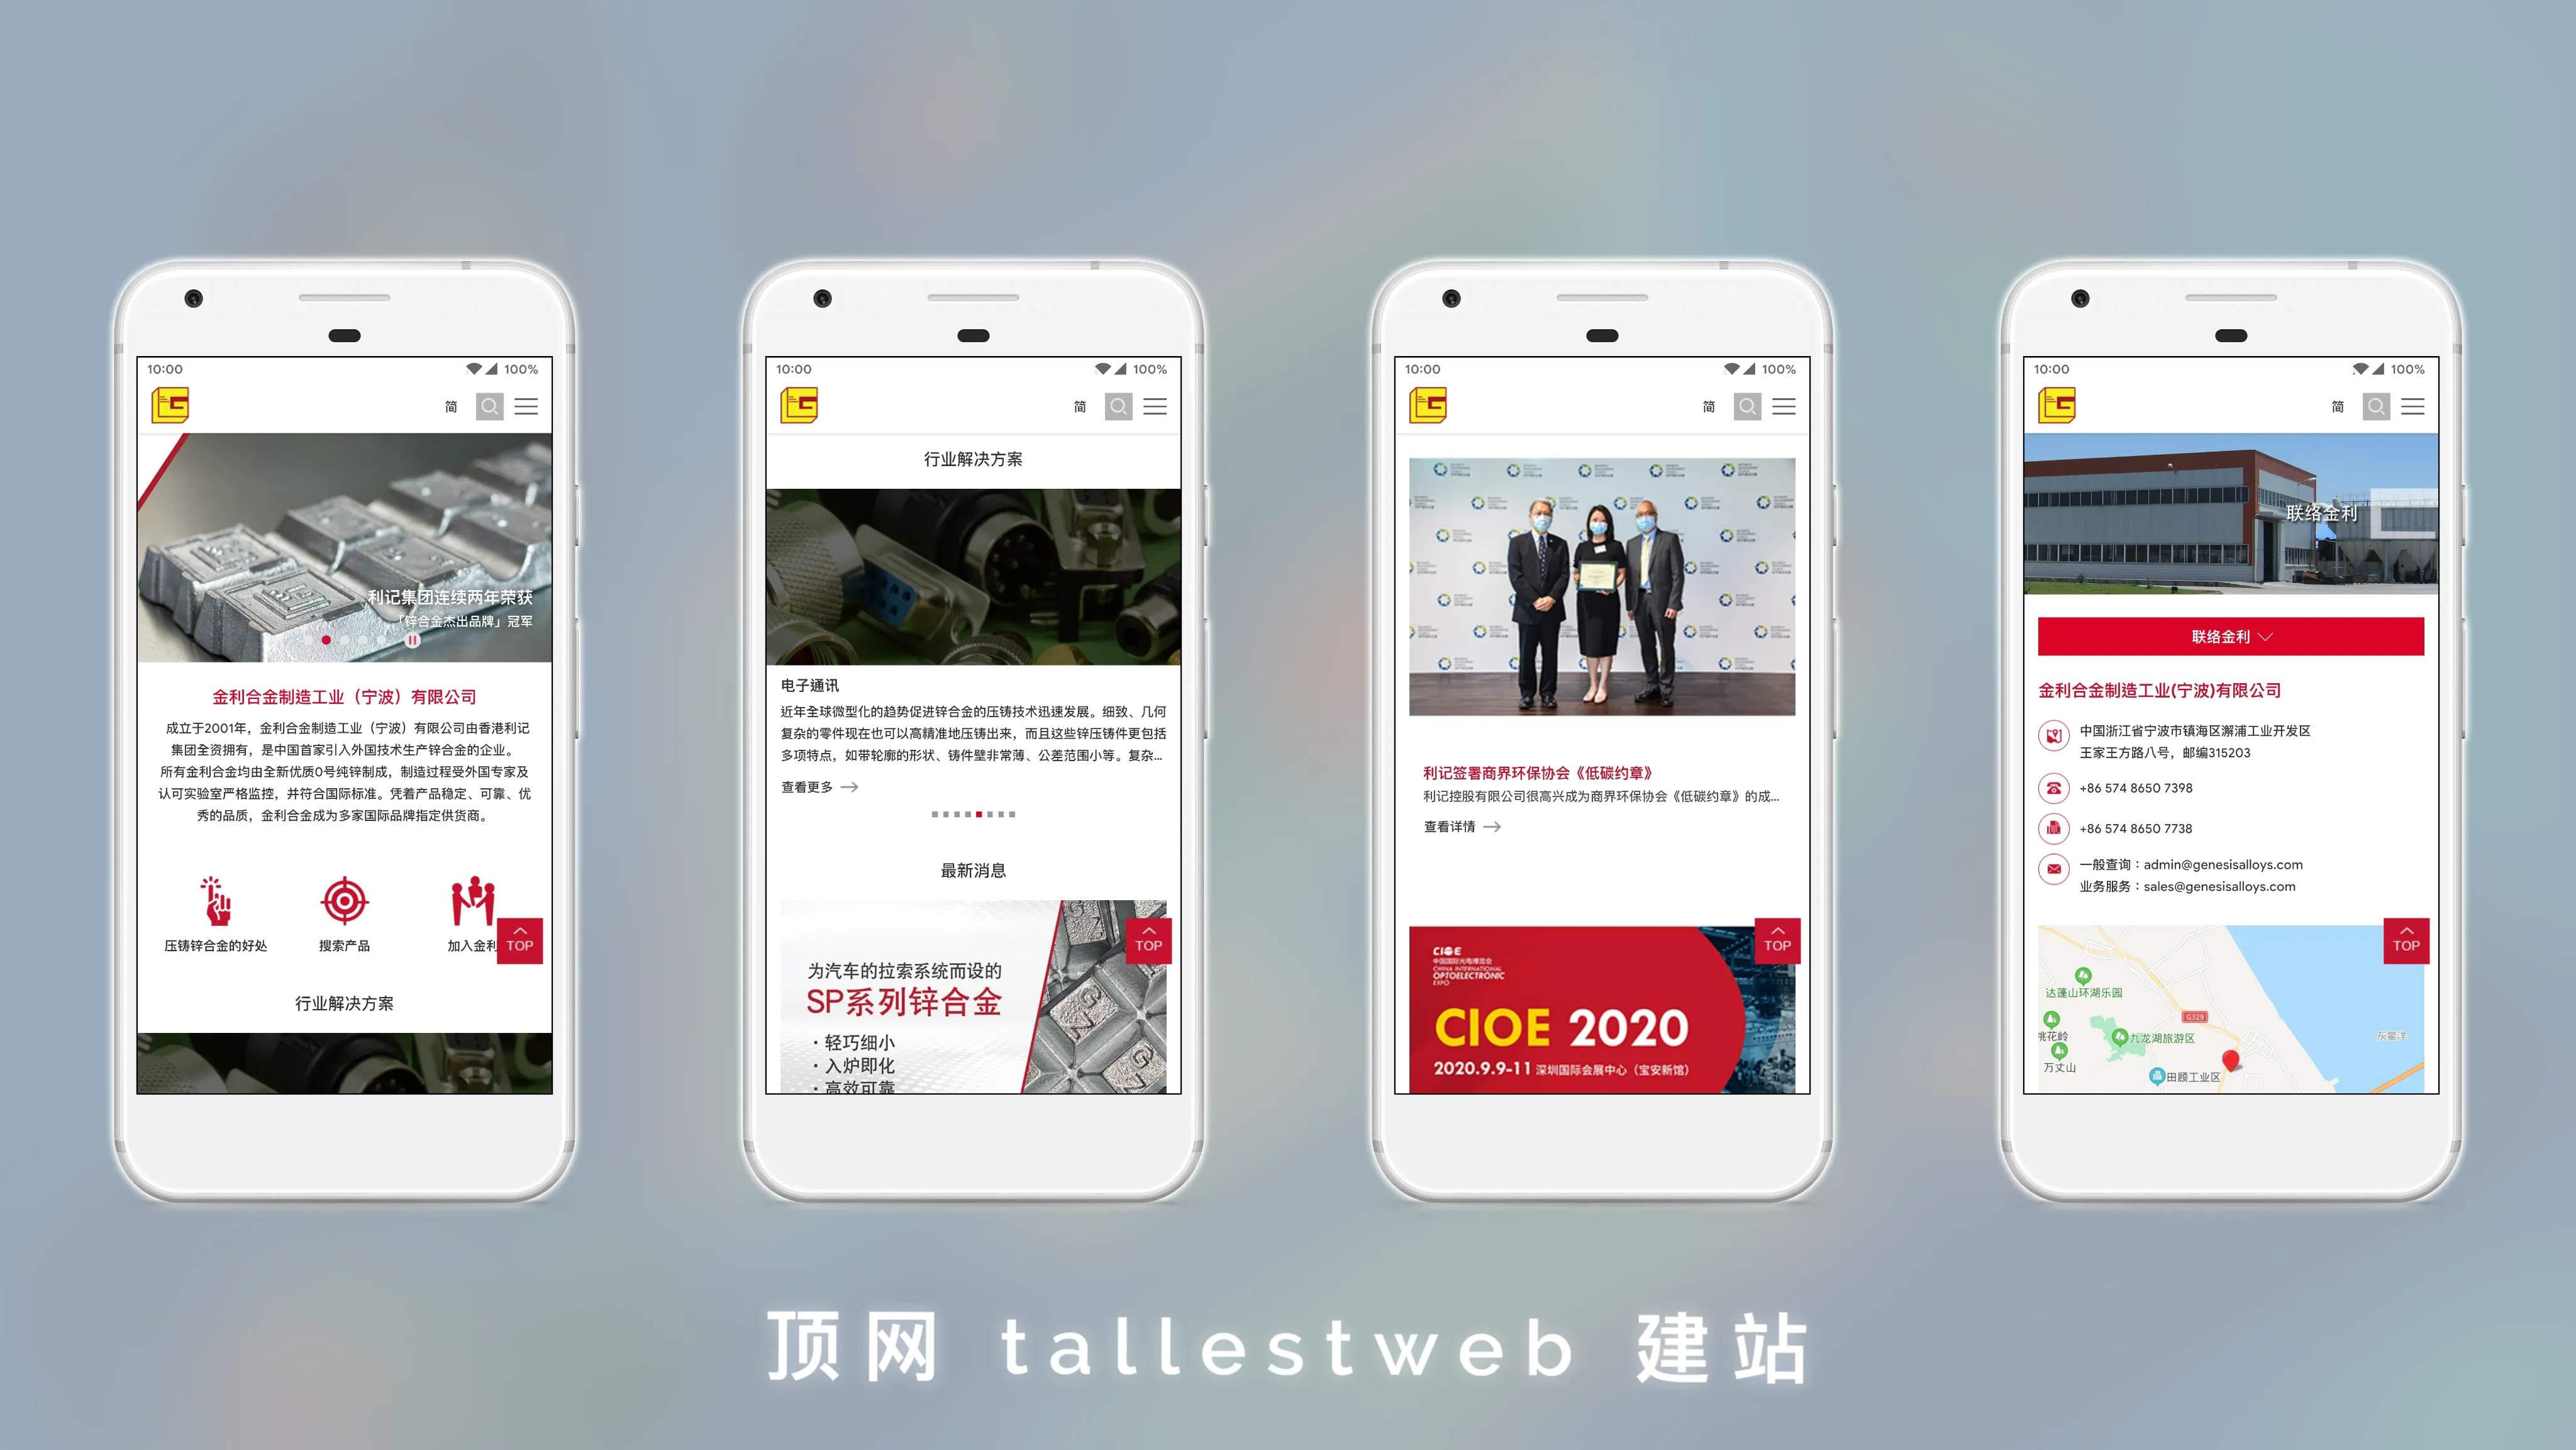 10:00
100%
简
利记集团连续两年荣获
「锌合金杰出品牌」冠军
金利合金制造工业（宁波）有限公司
成立于2001年，金利合金制造工业（宁波）有限公司由香港利记
集团全资拥有，是中国首家引入外国技术生产锌合金的企业。
所有金利合金均由全新优质0号纯锌制成，制造过程受外国专家及
认可实验室严格监控，并符合国际标准。凭着产品稳定、可靠、优
秀的品质，金利合金成为多家国际品牌指定供货商。
压铸锌合金的好处
搜索产品
加入金利
TOP
行业解决方案
10:00
100%
简
行业解决方案
电子通讯
近年全球微型化的趋势促进锌合金的压铸技术迅速发展。细致、几何
复杂的零件现在也可以高精准地压铸出来，而且这些锌压铸件更包括
多项特点，如带轮廓的形状、铸件壁非常薄、公差范围小等。复杂...
查看更多
最新消息
TOP
为汽车的拉索系统而设的
SP系列锌合金
· 轻巧细小
· 入炉即化
· 高效可靠
10:00
100%
简
利记签署商界环保协会《低碳约章》
利记控股有限公司很高兴成为商界环保协会《低碳约章》的成...
查看详情
TOP
CIOE
中国国际光电博览会
CHINA INTERNATIONAL
OPTOELECTRONIC
EXPO
CIOE 2020
2020.9.9-11 深圳国际会展中心（宝安新馆）
10:00
100%
简
联络金利
联络金利
金利合金制造工业(宁波)有限公司
中国浙江省宁波市镇海区澥浦工业开发区
王家王方路八号，邮编315203
+86 574 8650 7398
+86 574 8650 7738
一般查询：admin@genesisalloys.com
业务服务：sales@genesisalloys.com
TOP
达蓬山环湖乐园
G329
桃花岭
九龙湖旅游区
灰鳖洋
万丈山
田顾工业区
顶网 tallestweb 建站